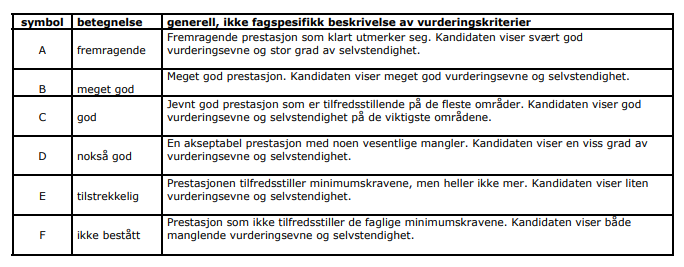 symbol betegnelse generell, ikke fagspesifikk beskrivelse av vurderingskriterier
A fremragende Fremragende prestasjon som klart utmerker seg. Kandidaten viser svært god
vurderingsevne og stor grad av selvstendighet.
B meget god Meget god prestasjon. Kandidaten viser meget god vurderingsevne og selvstendighet.
C god Jevnt god prestasjon som er tilfredsstillende på de fleste områder. Kandidaten viser god
vurderingsevne og selvstendighet på de viktigste områdene.
D nokså god En akseptabel prestasjon med noen vesentlige mangler. Kandidaten viser en viss grad av
vurderingsevne og selvstendighet.
E tilstrekkelig Prestasjonen tilfredsstiller minimumskravene, men heller ikke mer. Kandidaten viser liten
vurderingsevne og selvstendighet.
F ikke bestått Prestasjon som ikke tilfredsstiller de faglige minimumskravene. Kandidaten viser både
manglende vurderingsevne og selvstendighet.